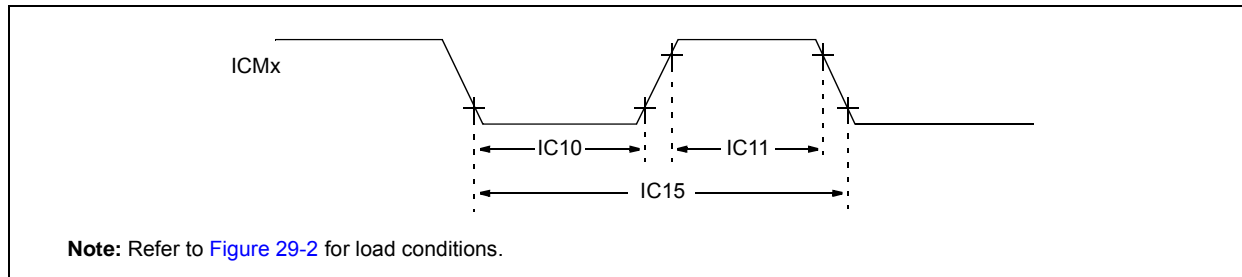 ICMx
IC10
IC11
IC15
Note: Refer to Figure 29-2 for load conditions.